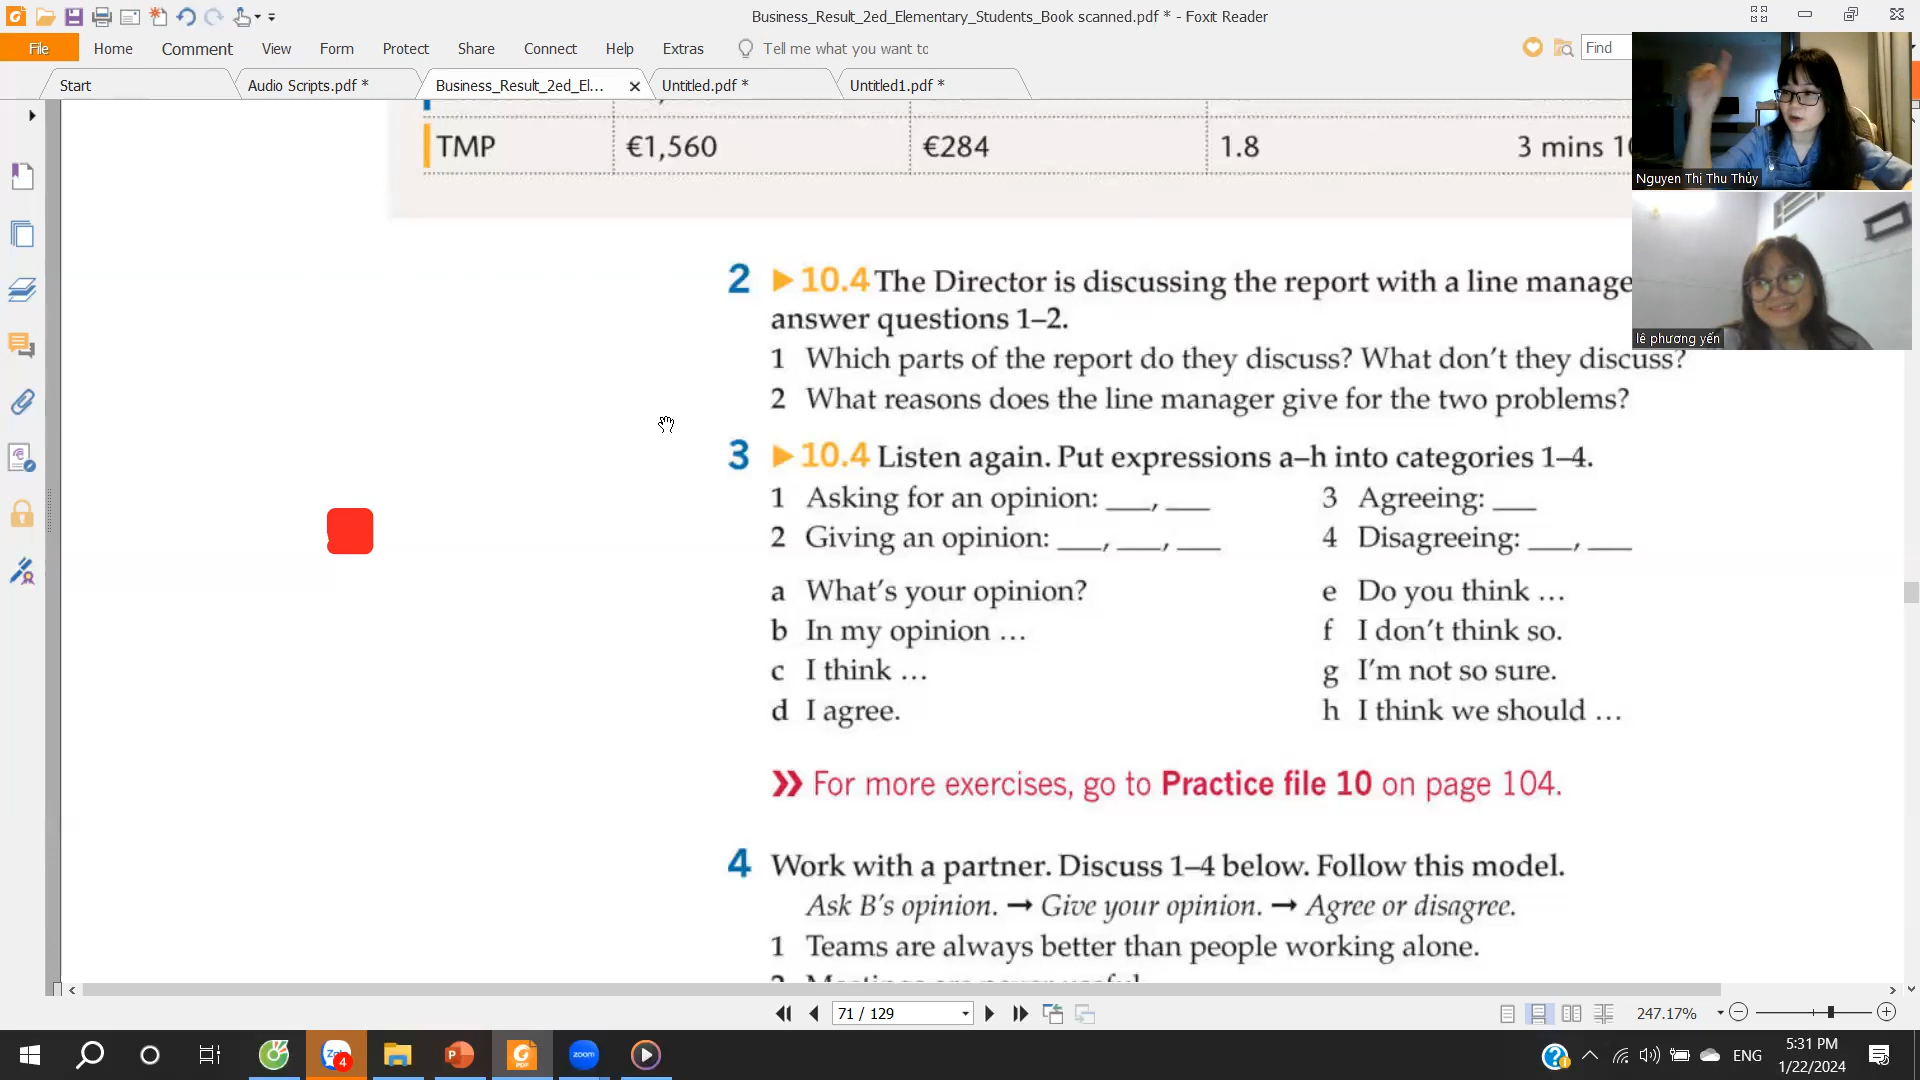 Business_Result_2ed_Elementary_Students_Book scanned.pdf * - Foxit Reader
File Home Comment View Form Protect Share Connect Help Extras Tell me what you want to Find
Start Audio Scripts.pdf * Business_Result_2ed_El... Untitled.pdf * Untitled1.pdf *
TMP €1,560 €284 1.8 3 mins
Nguyen Thị Thu Thủy
lê phương yến
2 10.4 The Director is discussing the report with a line
answer questions 1–2.
1 Which parts of the report do they discuss? What don't they discuss?
2 What reasons does the line manager give for the two problems?
3 10.4 Listen again. Put expressions a–h into categories 1–4.
1 Asking for an opinion: ___, ___
3 Agreeing: ___
2 Giving an opinion: ___, ___, ___
4 Disagreeing: ___, ___
a What's your opinion?
e Do you think …
b In my opinion …
f I don't think so.
c I think …
g I'm not so sure.
d I agree.
h I think we should …
For more exercises, go to Practice file 10 on page 104.
4 Work with a partner. Discuss 1–4 below. Follow this model.
Ask B's opinion. → Give your opinion. → Agree or disagree.
1 Teams are always better than people working alone.
71 / 129
247.17%
4
zoom
ENG
5:31 PM
1/22/2024